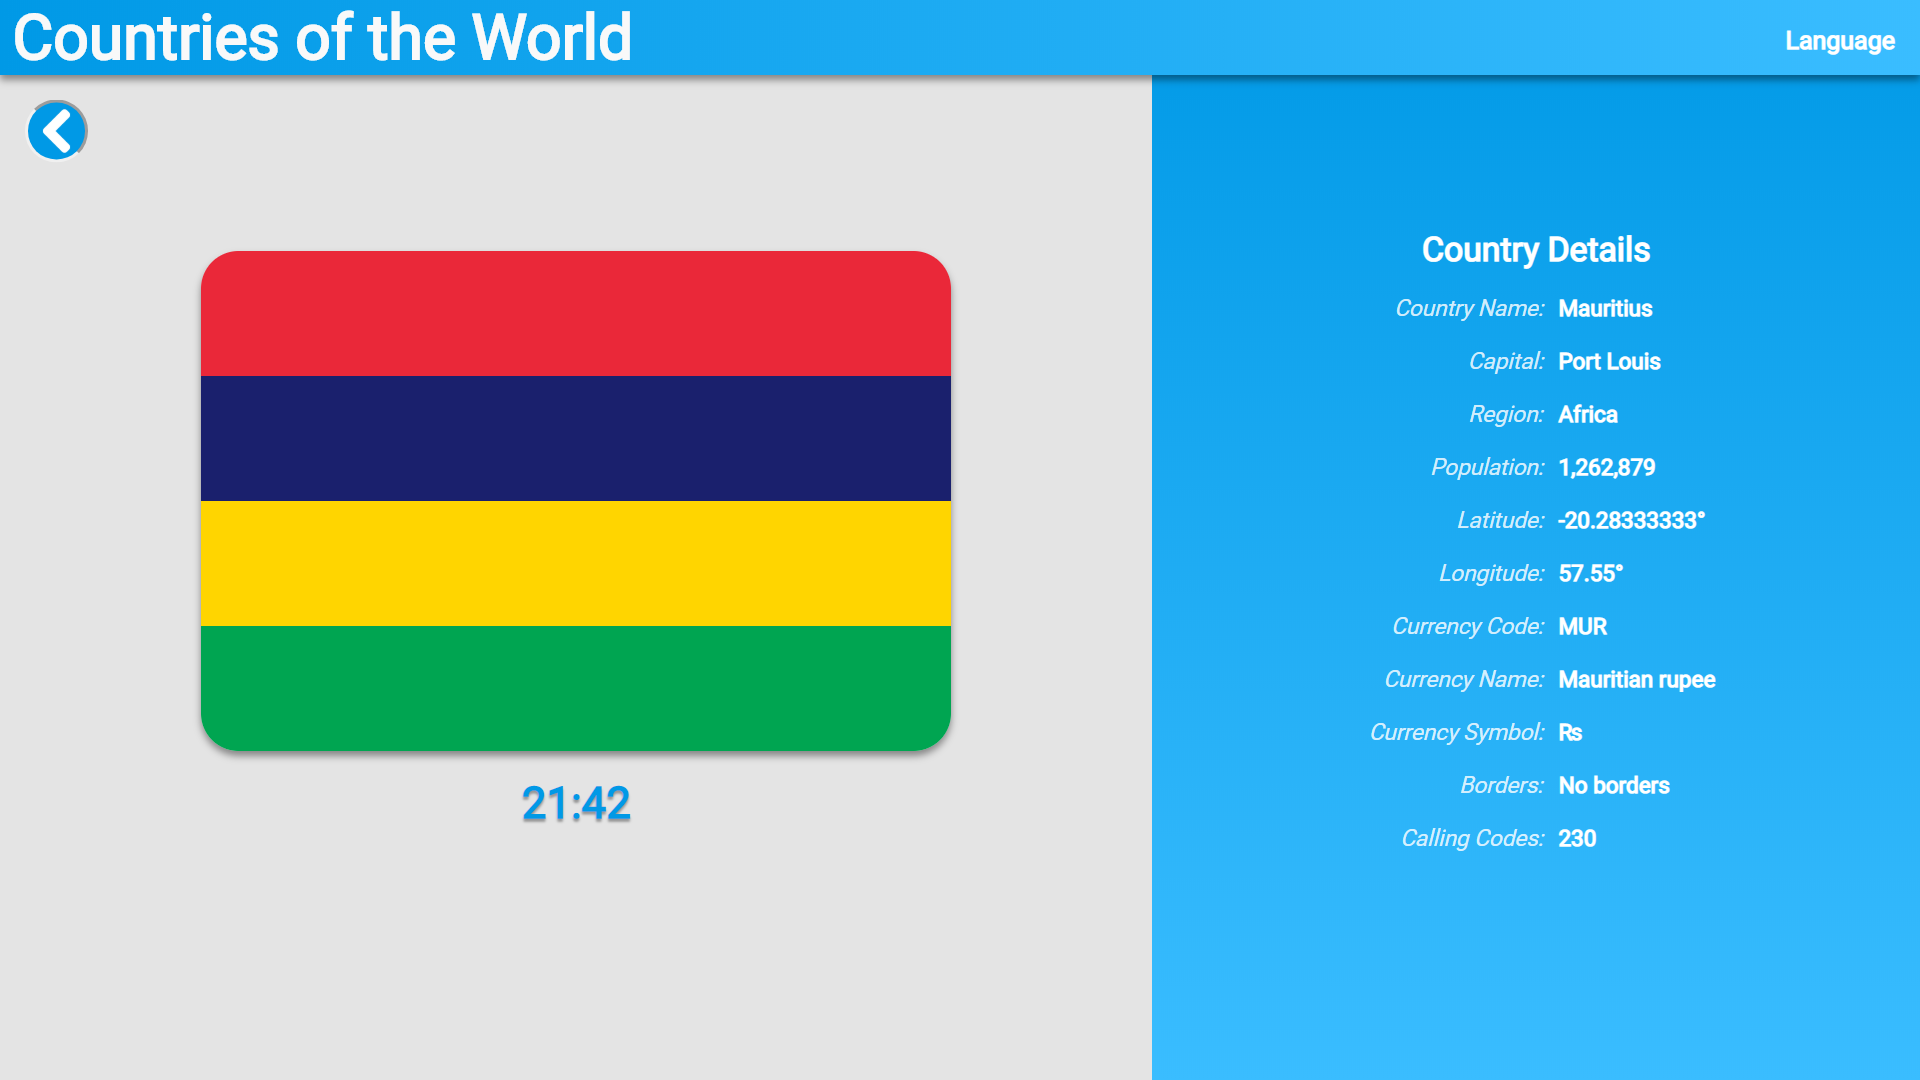 Countries of the World
Language
21:42
Country Details
Country Name: Mauritius
Capital: Port Louis
Region: Africa
Population: 1,262,879
Latitude: -20.28333333°
Longitude: 57.55°
Currency Code: MUR
Currency Name: Mauritian rupee
Currency Symbol: ₨
Borders: No borders
Calling Codes: 230